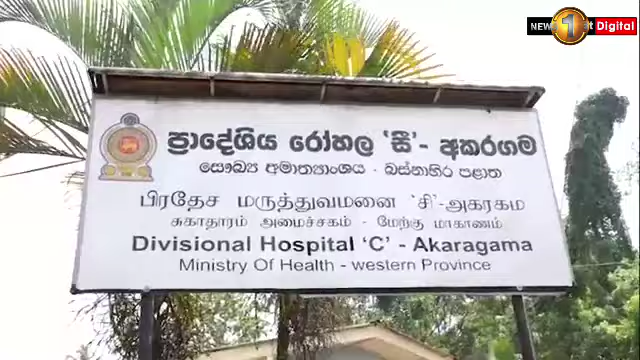 NEWS 1st Digital
ප්‍රාදේශීය රෝහල 'සී' - අකරගම
සෞඛ්‍ය අමාත්‍යාංශය - බස්නාහිර පළාත
பிரதேச மருத்துவமனை 'சி'-அகரகம
சுகாதாரம் அமைச்சகம் - மேற்கு மாகாணம்
Divisional Hospital 'C' - Akaragama
Ministry Of Health - western Province